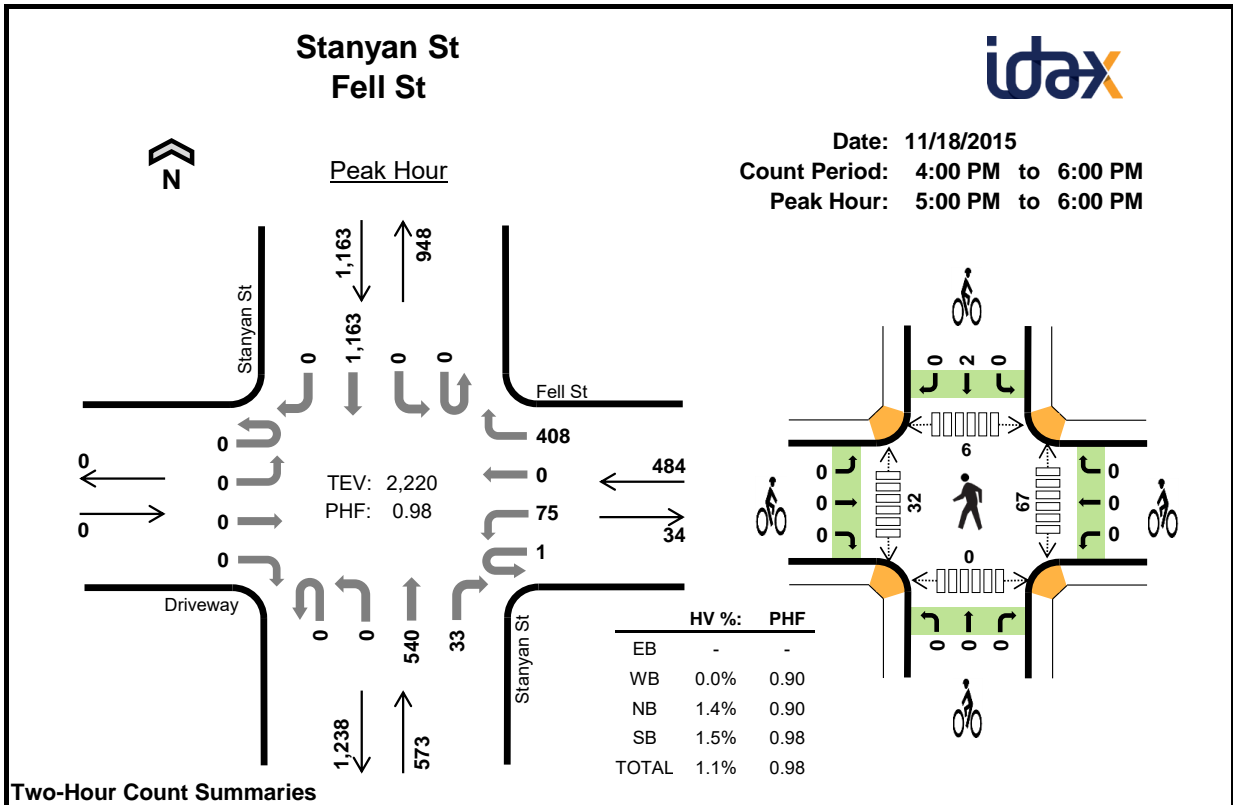 Stanyan St
Fell St
idax
N
Peak Hour
Date: 11/18/2015
Count Period: 4:00 PM to 6:00 PM
Peak Hour: 5:00 PM to 6:00 PM
1,163
948
Stanyan St
0
1,163
0
0
Fell St
0
0
0
0
0
0
TEV: 2,220
PHF: 0.98
408
0
75
1
484
34
Driveway
0
0
540
33
Stanyan St
1,238
573
HV %: PHF
EB - -
WB 0.0% 0.90
NB 1.4% 0.90
SB 1.5% 0.98
TOTAL 1.1% 0.98
0
2
0
6
0
0
0
32
67
0
0
0
0
0
0
0
Two-Hour Count Summaries